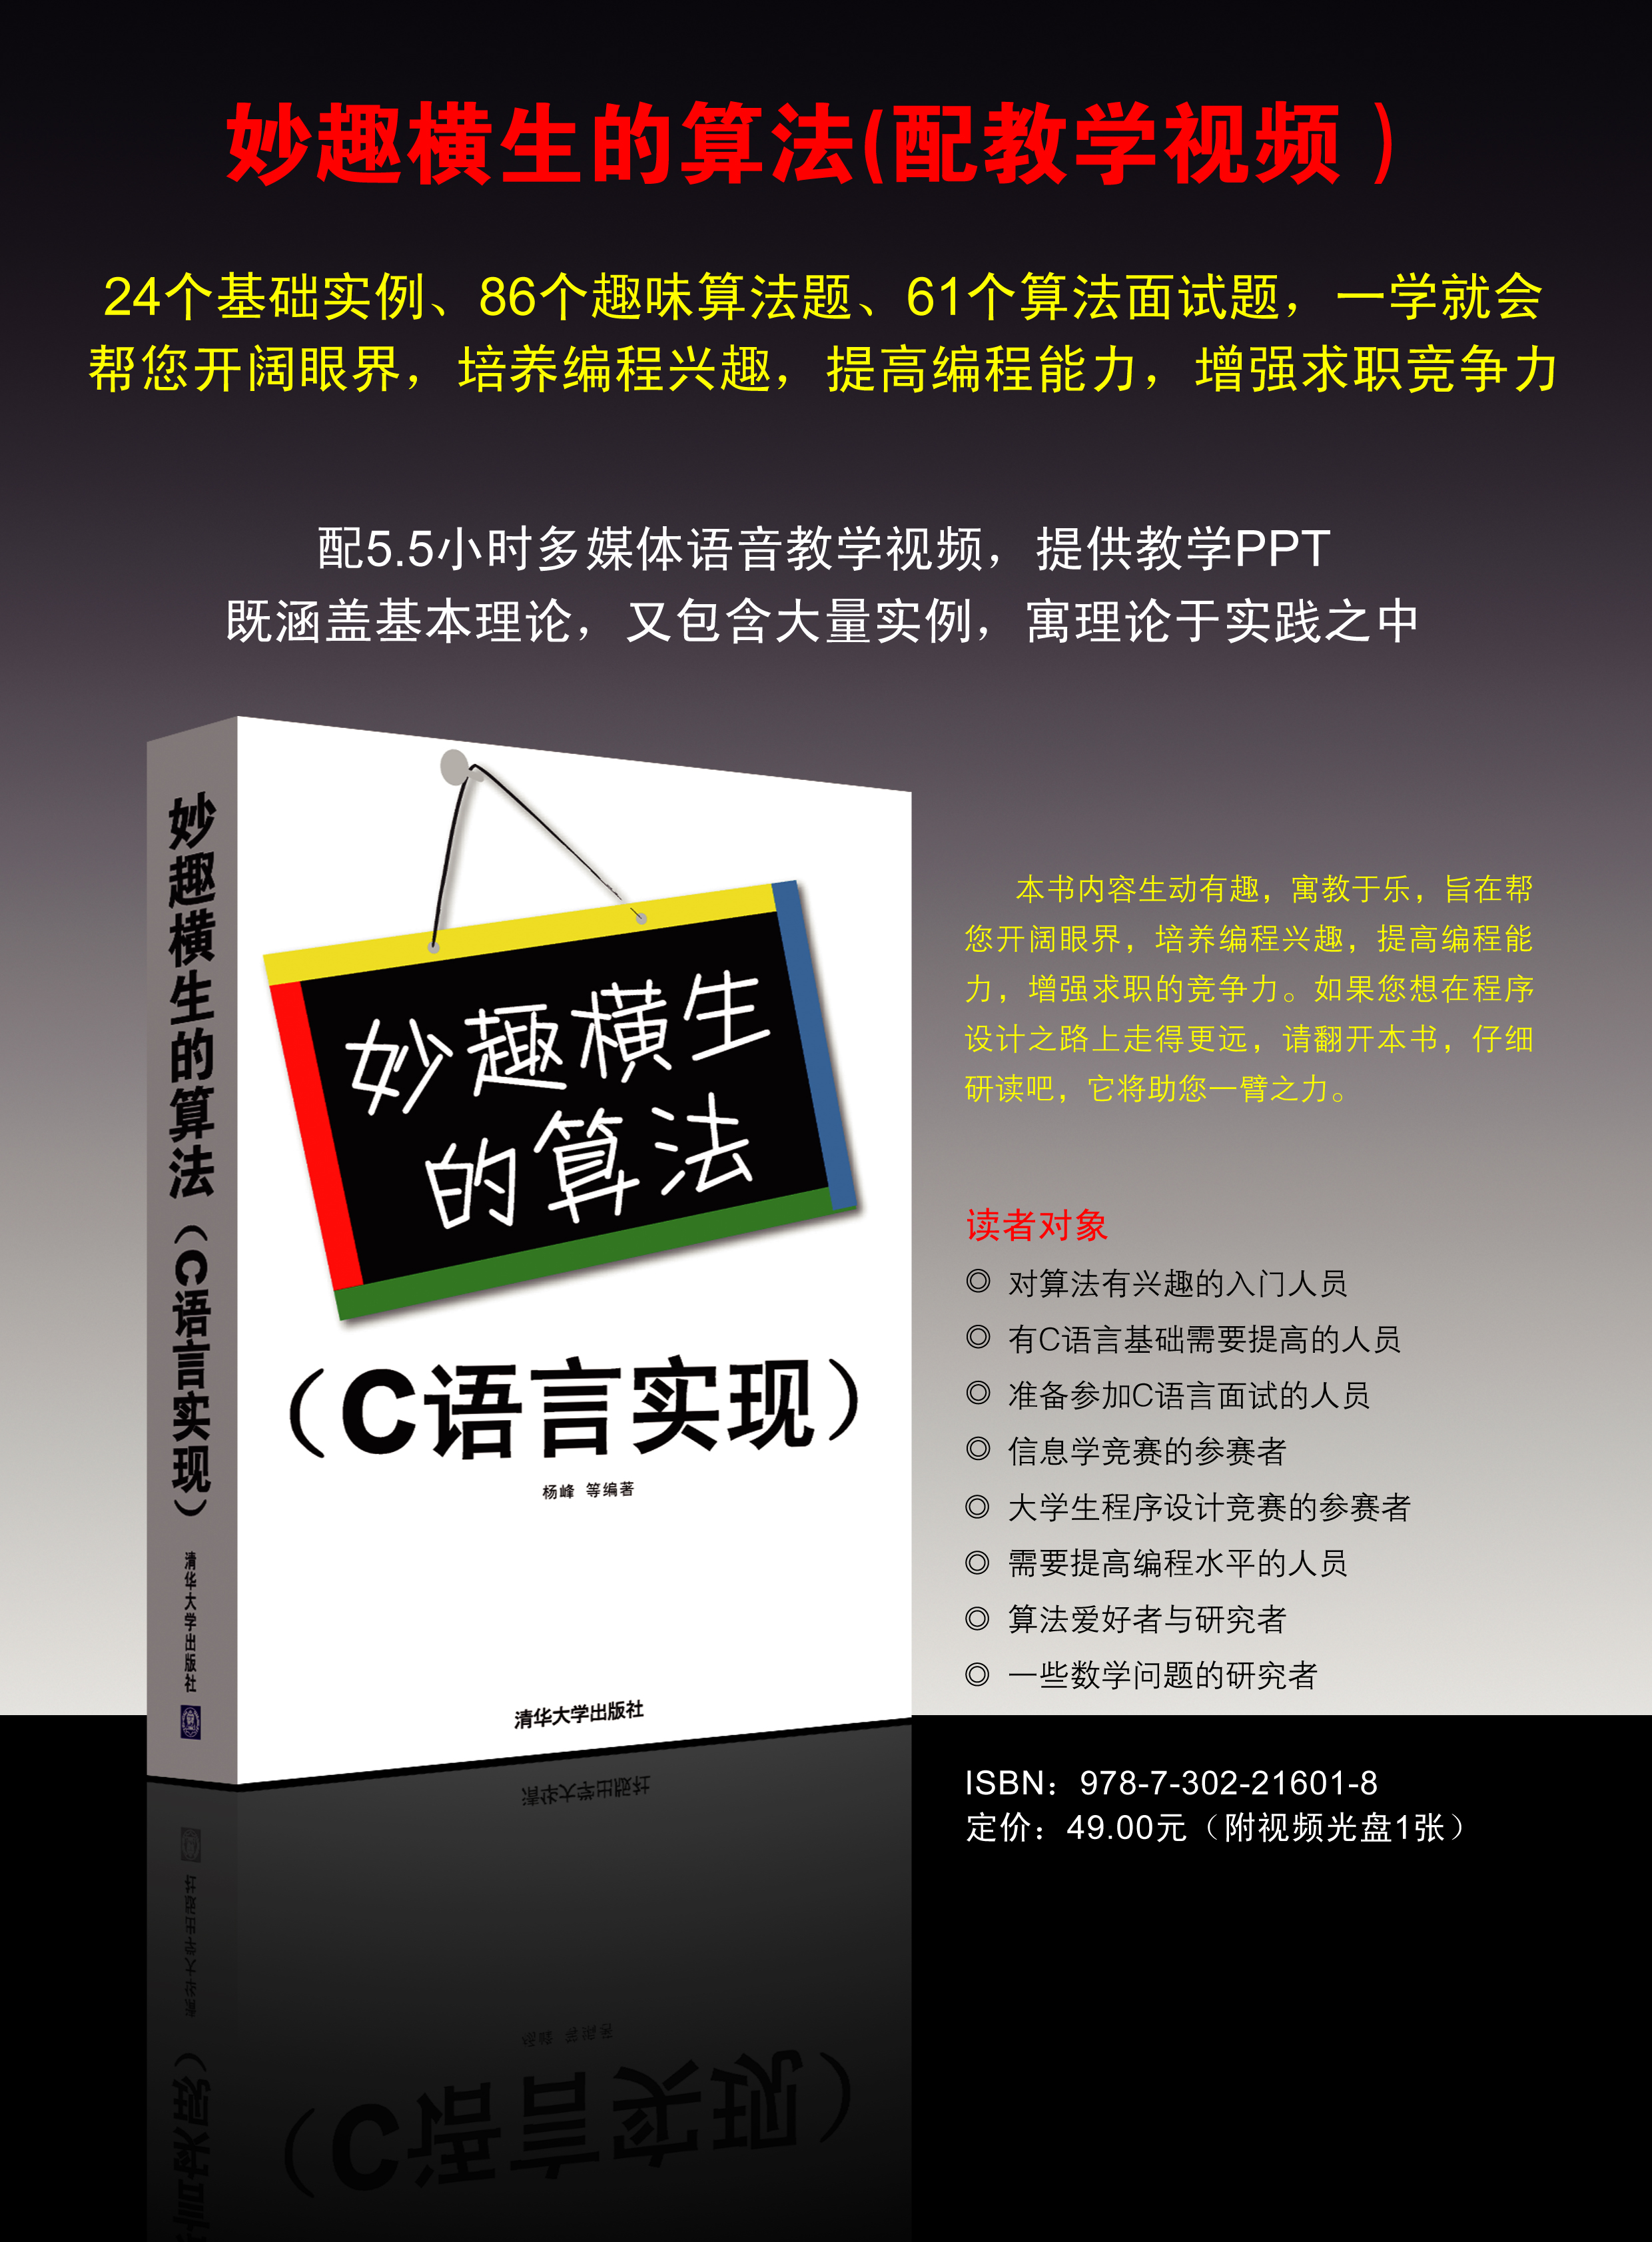 妙趣横生的算法(配教学视频)
24个基础实例、86个趣味算法题、61个算法面试题，一学就会
帮您开阔眼界，培养编程兴趣，提高编程能力，增强求职竞争力
配5.5小时多媒体语音教学视频，提供教学PPT
既涵盖基本理论，又包含大量实例，寓理论于实践之中
妙趣横生的算法（C语言实现）
清华大学出版社
妙趣横生
的算法
（C语言实现）
杨峰 等编著
清华大学出版社
本书内容生动有趣，寓教于乐，旨在帮
您开阔眼界，培养编程兴趣，提高编程能
力，增强求职的竞争力。如果您想在程序
设计之路上走得更远，请翻开本书，仔细
研读吧，它将助您一臂之力。
读者对象
◎ 对算法有兴趣的入门人员
◎ 有C语言基础需要提高的人员
◎ 准备参加C语言面试的人员
◎ 信息学竞赛的参赛者
◎ 大学生程序设计竞赛的参赛者
◎ 需要提高编程水平的人员
◎ 算法爱好者与研究者
◎ 一些数学问题的研究者
ISBN：978-7-302-21601-8
定价：49.00元（附视频光盘1张）